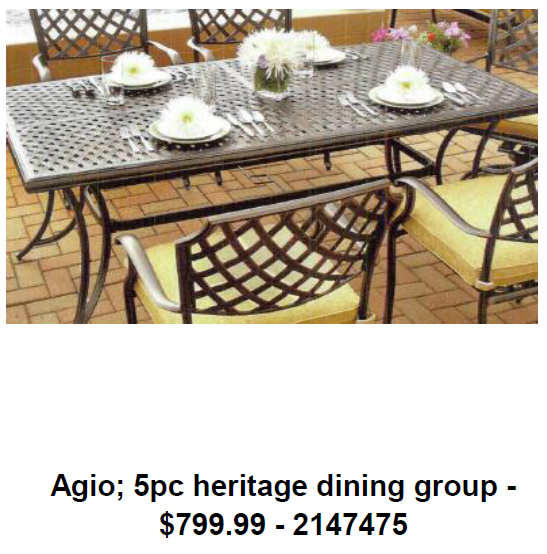 Agio; 5pc heritage dining group -
$799.99 - 2147475